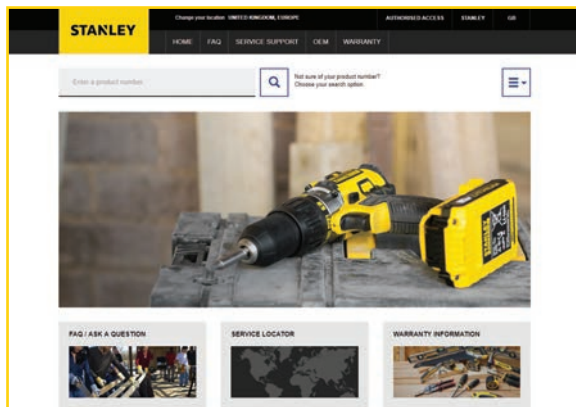 STANLEY
Change your location UNITED KINGDOM, EUROPE
AUTHORISED ACCESS STANLEY GB
HOME FAQ SERVICE SUPPORT OEM WARRANTY
Enter a product number
Not sure of your product number?
Choose your search option.
STANLEY
FAQ / ASK A QUESTION
SERVICE LOCATOR
WARRANTY INFORMATION